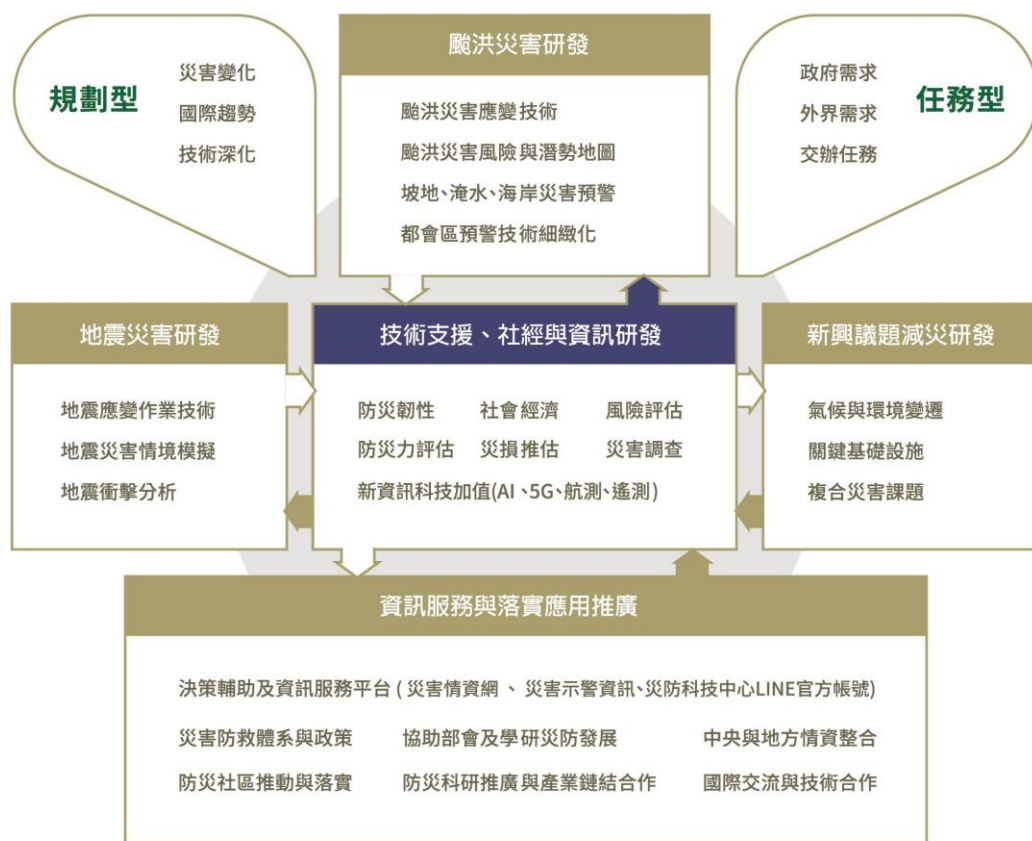 規劃型
災害變化
國際趨勢
技術深化
颱洪災害研發
颱洪災害應變技術
颱洪災害風險與潛勢地圖
坡地、淹水、海岸災害預警
都會區預警技術細緻化
政府需求
外界需求
交辦任務
任務型
地震災害研發
地震應變作業技術
地震災害情境模擬
地震衝擊分析
技術支援、社經與資訊研發
防災韌性 社會經濟 風險評估
防災力評估 災損推估 災害調查
新資訊科技加值(AI、5G、航測、遙測)
新興議題減災研發
氣候與環境變遷
關鍵基礎設施
複合災害課題
資訊服務與落實應用推廣
決策輔助及資訊服務平台 ( 災害情資網 、 災害示警資訊、災防科技中心LINE官方帳號)
災害防救體系與政策 協助部會及學研災防發展 中央與地方情資整合
防災社區推動與落實 防災科研推廣與產業鏈結合作 國際交流與技術合作